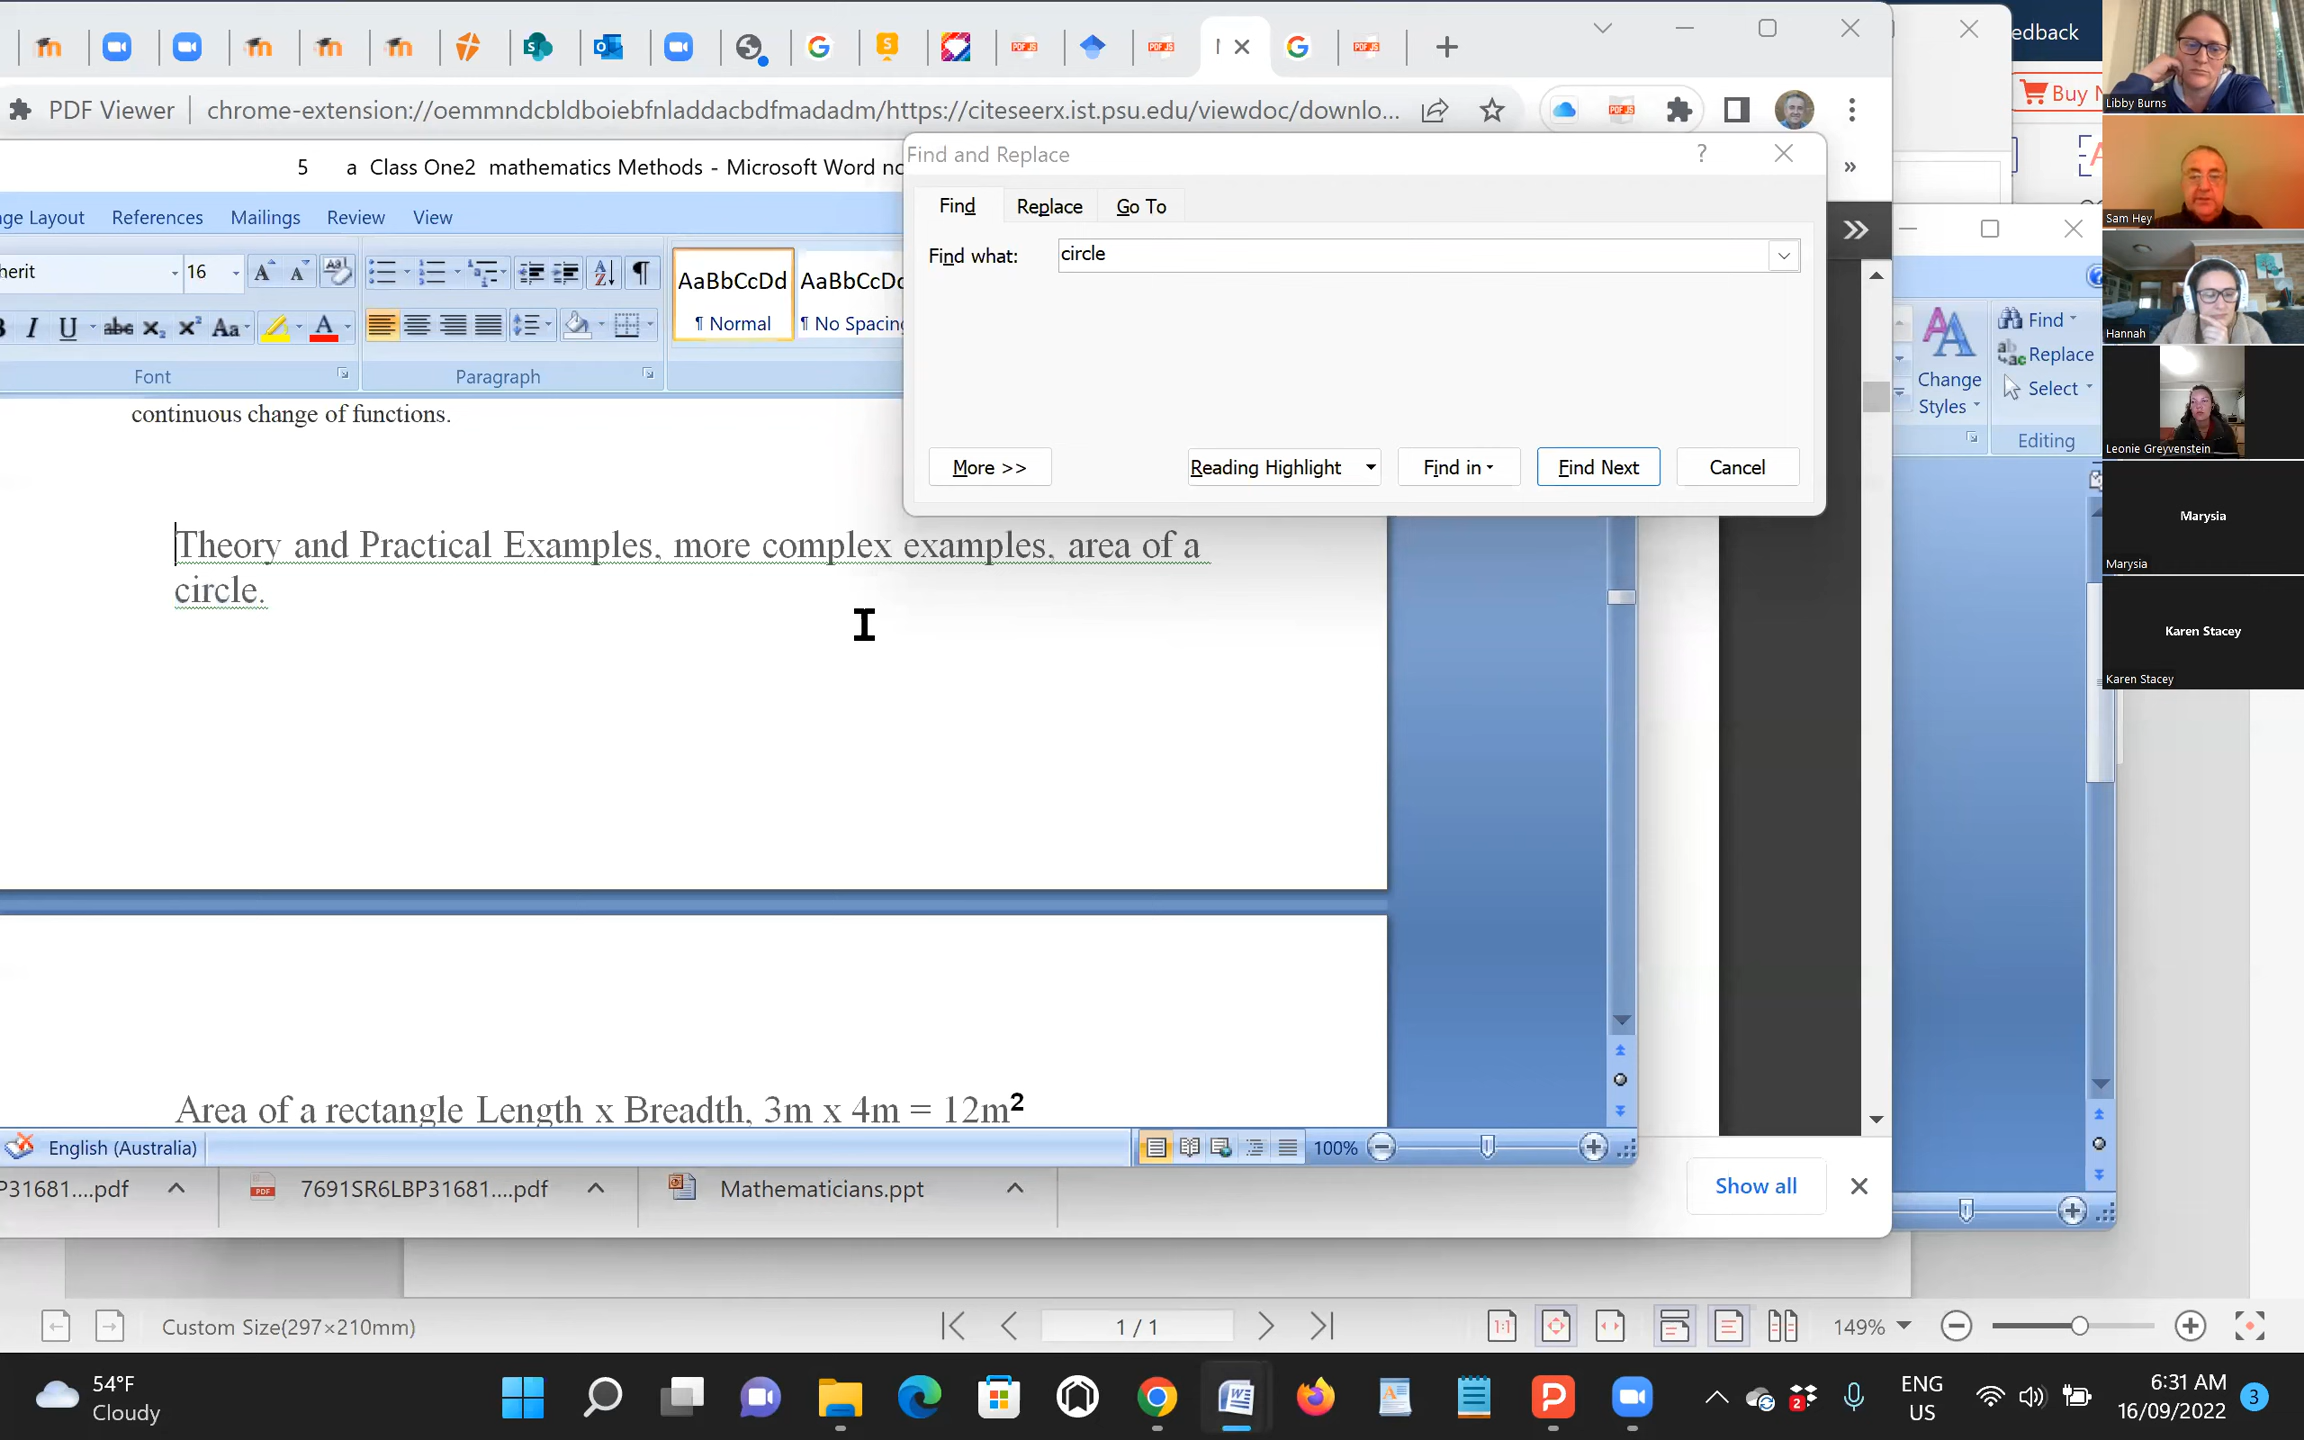 edback
Buy
PDF Viewer
chrome-extension://oemmndcbldboiebfnladdacbdfmadadm/https://citeseerx.ist.psu.edu/viewdoc/downlo...
5 a Class One2 mathematics Methods - Microsoft Word
Find and Replace
ge Layout References Mailings Review View
Find Replace Go To
Find what: circle
herit 16
AaBbCcDd AaBbCcDc
¶ Normal ¶ No Spacing
Font Paragraph
More >> Reading Highlight Find in Find Next Cancel
Change Styles
Find
Replace
Select
Editing
continuous change of functions.
Theory and Practical Examples, more complex examples, area of a
circle.
Area of a rectangle Length x Breadth, 3m x 4m = 12m²
English (Australia) 100%
P31681....pdf 7691SR6LBP31681....pdf Mathematicians.ppt Show all
Custom Size(297×210mm) 1 / 1 1:1 149%
54°F
Cloudy
ENG
US
6:31 AM
16/09/2022
3
2
Libby Burns
Sam Hey
Hannah
Leonie Greyvenstein
Marysia
Marysia
Karen Stacey
Karen Stacey